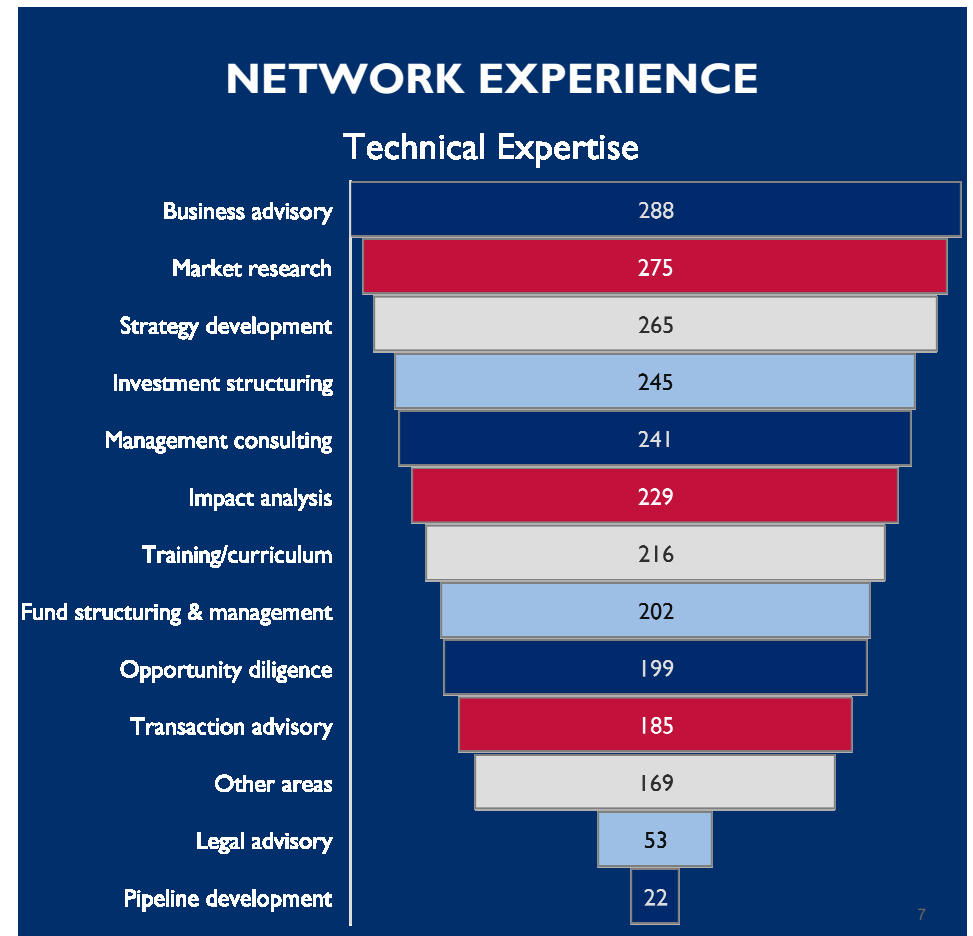 NETWORK EXPERIENCE
Technical Expertise
Business advisory 288
Market research 275
Strategy development 265
Investment structuring 245
Management consulting 241
Impact analysis 229
Training/curriculum 216
Fund structuring & management 202
Opportunity diligence 199
Transaction advisory 185
Other areas 169
Legal advisory 53
Pipeline development 22
7